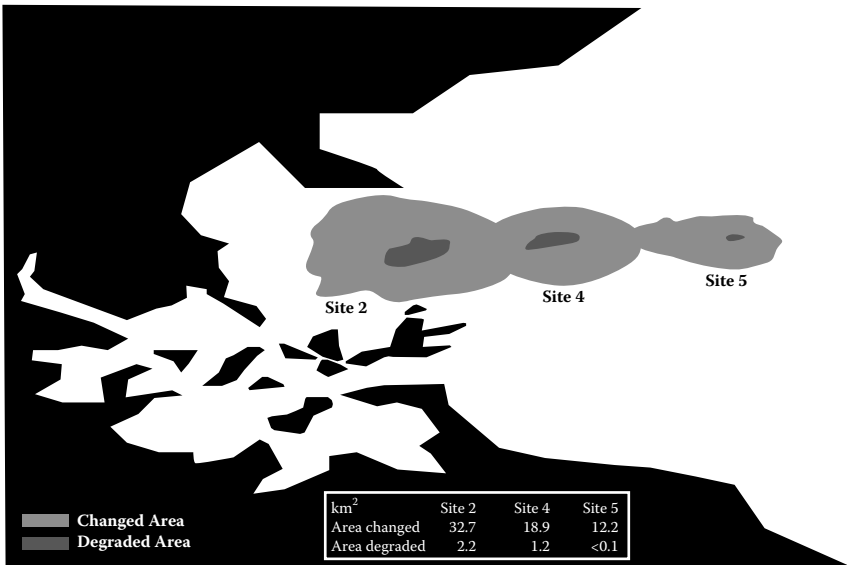 Site 2
Site 4
Site 5
Changed Area
Degraded Area
km² Site 2 Site 4 Site 5
Area changed 32.7 18.9 12.2
Area degraded 2.2 1.2 <0.1